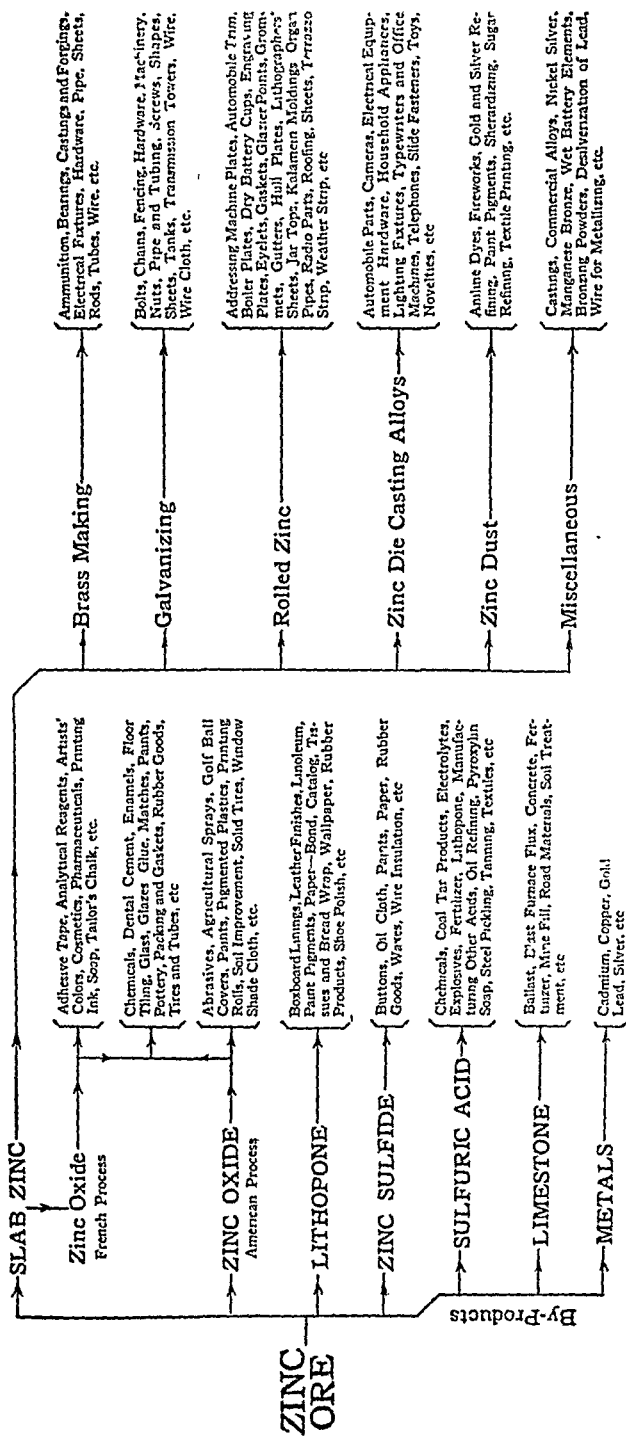 ZINC
ORE
SLAB ZINC
Zinc Oxide
French Process
Adhesive Tape, Analytical Reagents, Artists'
Colors, Cosmetics, Pharmaceuticals, Printing
Ink, Soap, Tailor's Chalk, etc.
Chemicals, Dental Cement, Enamels, Floor
Tiling, Glass, Glazes Glue, Matches, Paints,
Pottery, Packing and Gaskets, Rubber Goods,
Tires and Tubes, etc
ZINC OXIDE
American Process
Abrasives, Agricultural Sprays, Golf Ball
Covers, Paints, Pigmented Plastics, Printing
Rolls, Soil Improvement, Solid Tires, Window
Shade Cloth, etc.
LITHOPONE
Boxboard Linings, Leather Finishes, Linoleum,
Paint Pigments, Paper—Bond, Catalog, Tis-
sues and Bread Wrap, Wallpaper, Rubber
Products, Shoe Polish, etc
ZINC SULFIDE
Buttons, Oil Cloth, Paints, Paper, Rubber
Goods, Waxes, Wire Insulation, etc
By-Products
SULFURIC ACID
Chemicals, Coal Tar Products, Electrolytes,
Explosives, Fertilizer, Lithopone, Manufac-
turing Other Acids, Oil Refining, Pyroxylin
Soap, Steel Pickling, Tanning, Textiles, etc
LIMESTONE
Ballast, Blast Furnace Flux, Concrete, Fer-
tilizer, Mine Fill, Road Materials, Soil Treat-
ment, etc
METALS
Cadmium, Copper, Gold
Lead, Silver, etc
Brass Making
Ammunition, Bearings, Castings and Forgings,
Electrical Fixtures, Hardware, Pipe, Sheets,
Rods, Tubes, Wire, etc.
Galvanizing
Bolts, Chains, Fencing, Hardware, Machinery,
Nuts, Pipe and Tubing, Screws, Shapes,
Sheets, Tanks, Transmission Towers, Wire,
Wire Cloth, etc.
Rolled Zinc
Addressing Machine Plates, Automobile Trim,
Boiler Plates, Dry Battery Cups, Engraving
Plates, Eyelets, Gaskets, Glazier Points, Grom-
mets, Gutters, Hull Plates, Lithographers'
Sheets, Jar Tops, Kalamein Moldings Organ
Pipes, Radio Parts, Roofing, Sheets, Terrazzo
Strip, Weather Strip, etc
Zinc Die Casting Alloys
Automobile Parts, Cameras, Electrical Equip-
ment Hardware, Household Appliances,
Lighting Fixtures, Typewriters and Office
Machines, Telephones, Slide Fasteners, Toys,
Novelties, etc
Zinc Dust
Aniline Dyes, Fireworks, Gold and Silver Re-
fining, Paint Pigments, Sherardizing, Sugar
Refining, Textile Printing, etc.
Miscellaneous
Castings, Commercial Alloys, Nickel Silver,
Manganese Bronze, Wet Battery Elements,
Bronzing Powders, Desilverization of Lead,
Wire for Metallizing, etc.